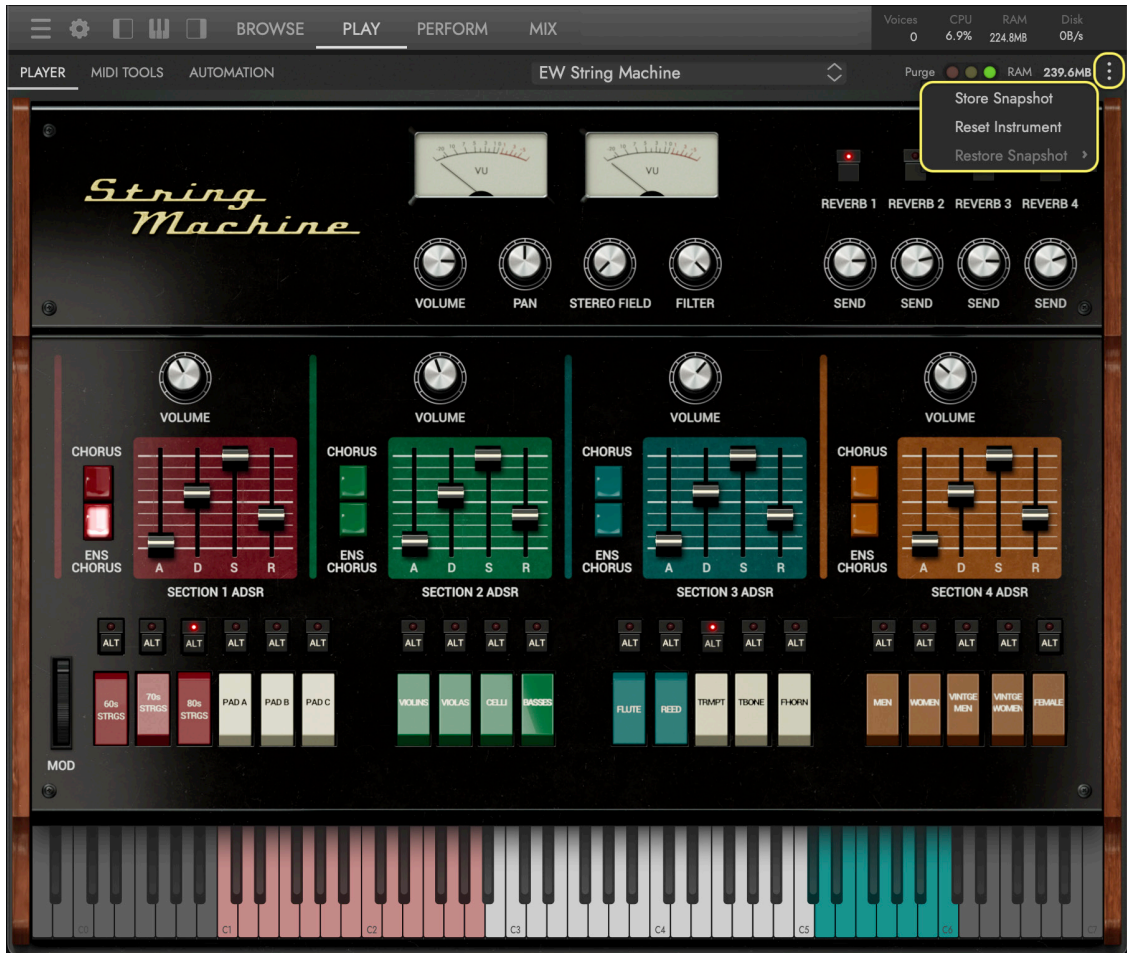 BROWSE PLAY PERFORM MIX Voices CPU RAM Disk
0 6.9% 224.8MB 0B/s
PLAYER MIDI TOOLS AUTOMATION EW String Machine Purge RAM 239.6MB
Store Snapshot
Reset Instrument
Restore Snapshot
String
Machine
VU VU
REVERB 1 REVERB 2 REVERB 3 REVERB 4
VOLUME PAN STEREO FIELD FILTER SEND SEND SEND SEND
VOLUME VOLUME VOLUME VOLUME
CHORUS CHORUS CHORUS CHORUS
ENS CHORUS ENS CHORUS ENS CHORUS ENS CHORUS
A D S R A D S R A D S R A D S R
SECTION 1 ADSR SECTION 2 ADSR SECTION 3 ADSR SECTION 4 ADSR
ALT ALT ALT ALT ALT ALT ALT ALT ALT ALT ALT ALT ALT ALT ALT ALT ALT ALT ALT ALT
60s STRGS 70s STRGS 80s STRGS PAD A PAD B PAD C VIOLINS VIOLAS CELLI BASSES FLUTE REED TRMPT TBONE FHORN MEN WOMEN VINTGE MEN VINTGE WOMEN FEMALE
MOD
C0 C1 C2 C3 C4 C5 C6 C7